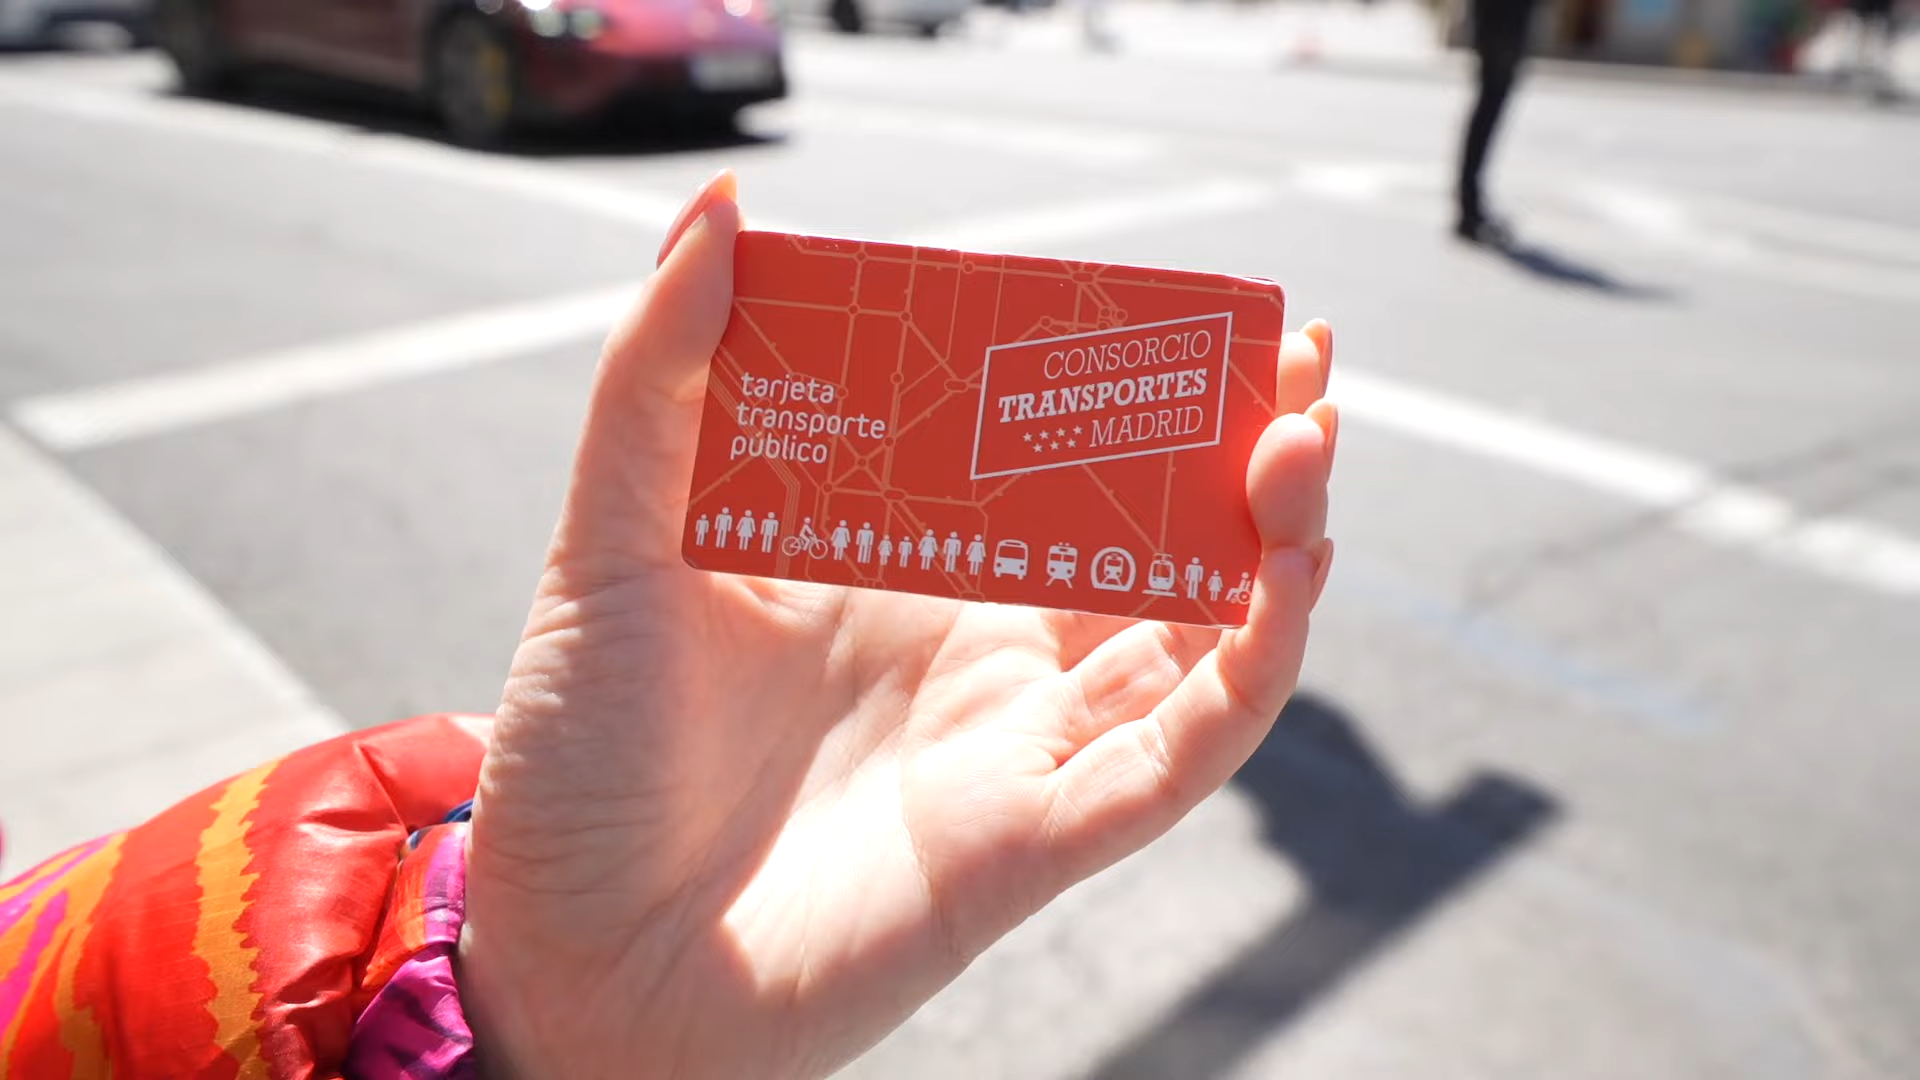 tarjeta
transporte
público
CONSORCIO
TRANSPORTES
MADRID